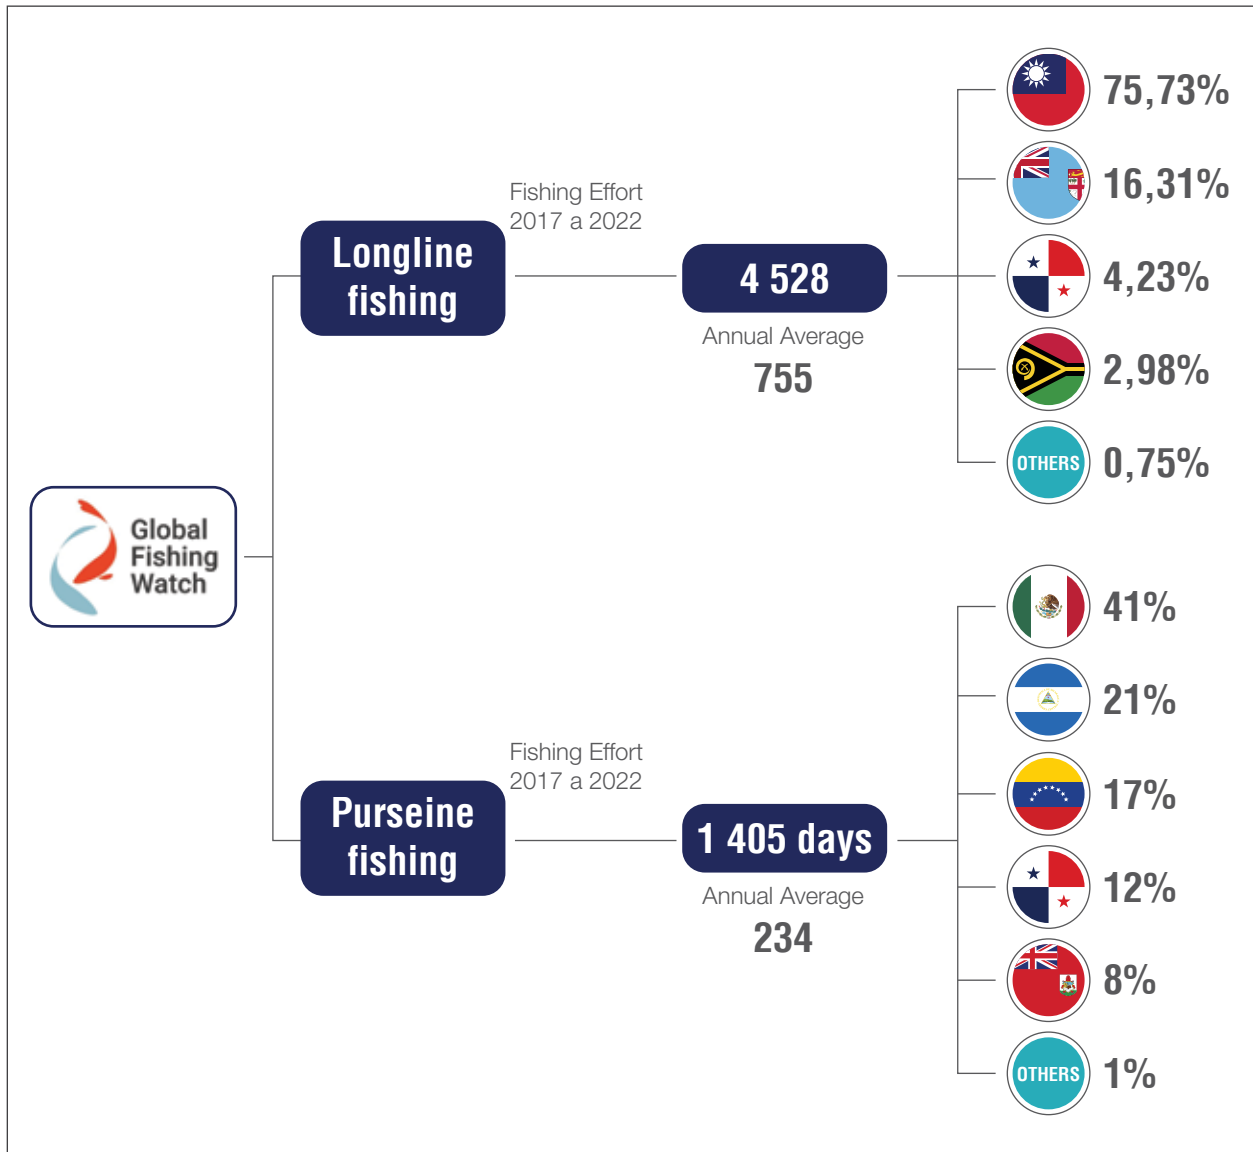 Global
Fishing
Watch
Longline
fishing
Fishing Effort
2017 a 2022
4 528
Annual Average
755
75,73%
16,31%
4,23%
2,98%
OTHERS
0,75%
Purseine
fishing
Fishing Effort
2017 a 2022
1 405 days
Annual Average
234
41%
21%
17%
12%
8%
OTHERS
1%